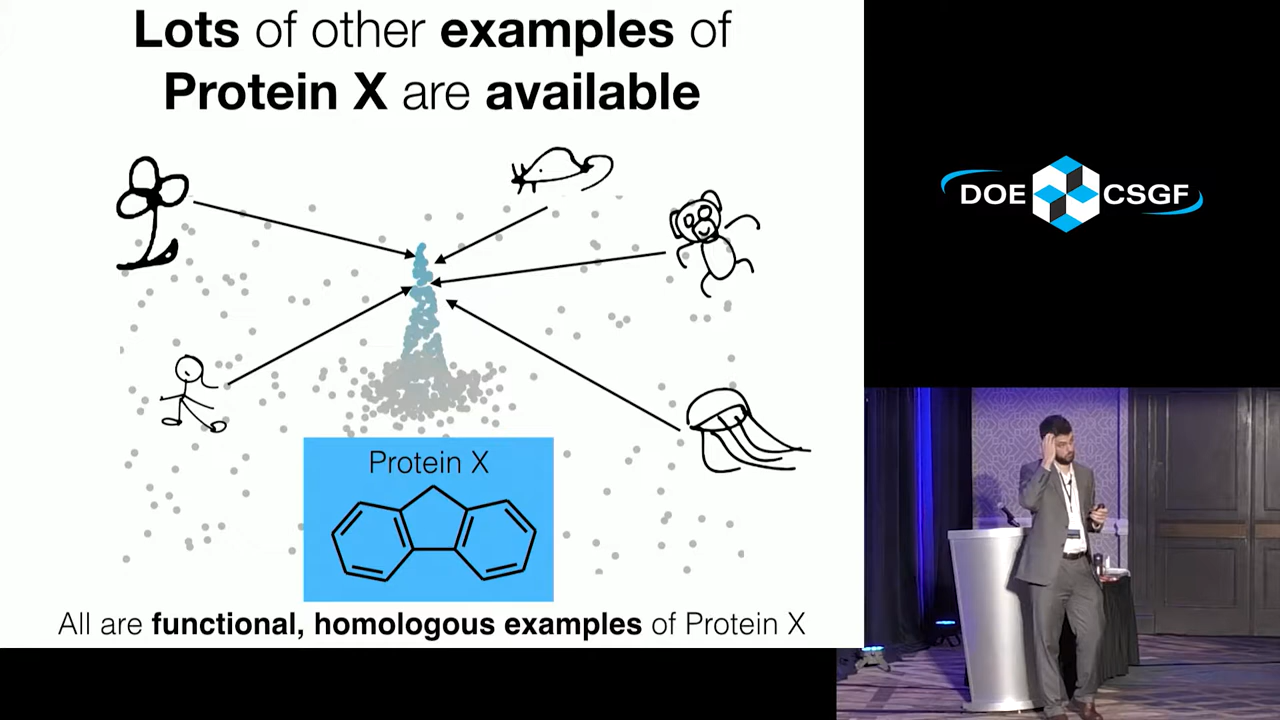 Lots of other examples of
Protein X are available
Protein X
All are functional, homologous examples of Protein X
DOE CSGF